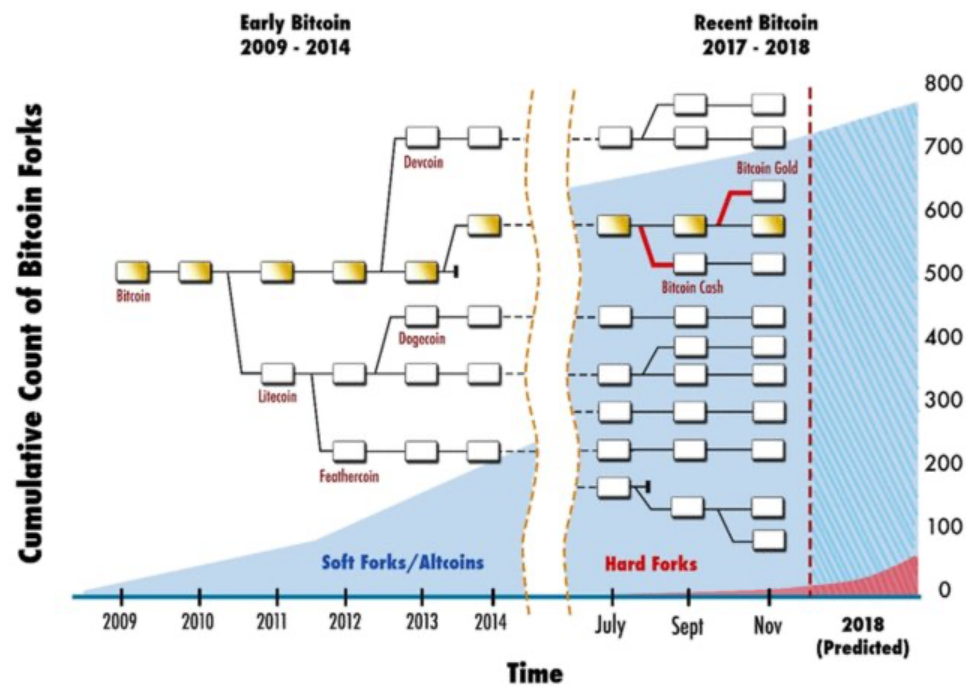 Early Bitcoin
2009 - 2014
Recent Bitcoin
2017 - 2018
Cumulative Count of Bitcoin Forks
800
700
600
500
400
300
200
100
0
Devcoin
Bitcoin Gold
Bitcoin
Bitcoin Cash
Dogecoin
Litecoin
Feathercoin
Soft Forks/Altcoins
Hard Forks
2009
2010
2011
2012
2013
2014
July
Sept
Nov
2018
(Predicted)
Time